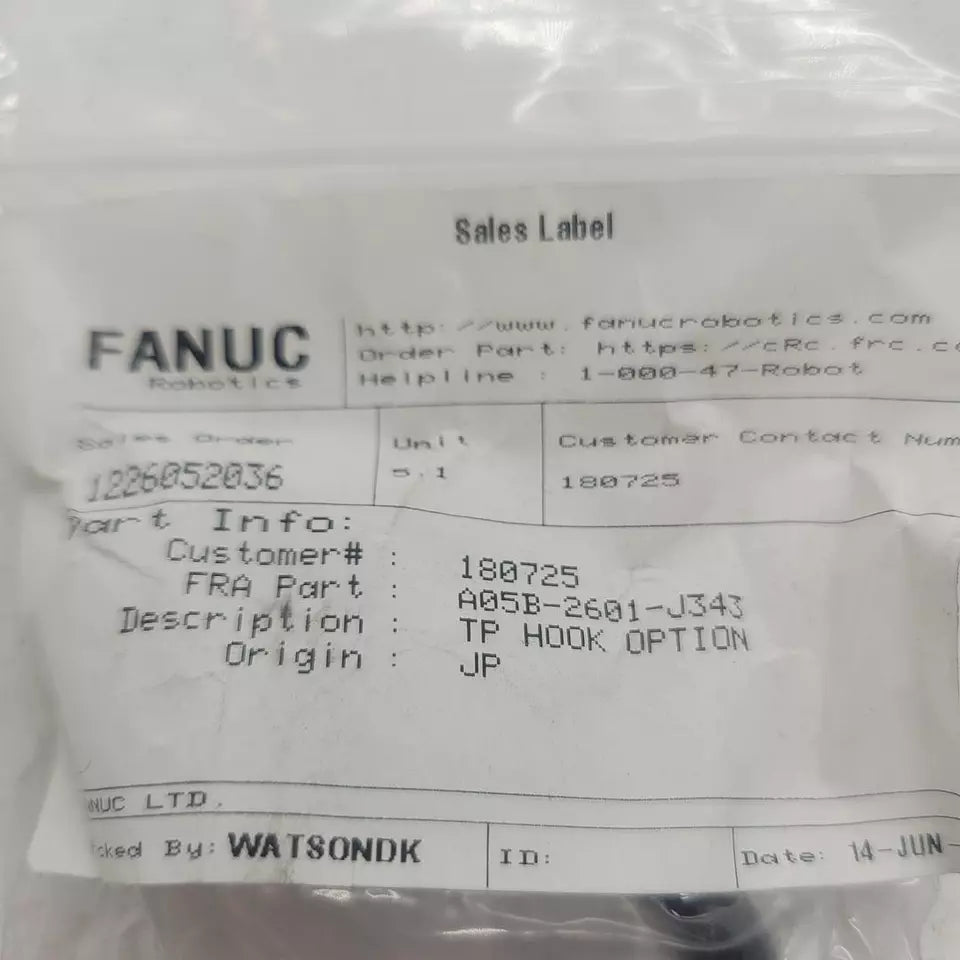 Sales Label
FANUC
Robotics
http://www.fanucrobotics.com
Order Part: https://cRc.frc.c
Helpline : 1-000-47-Robot
Sales Order
1226052036
Unit
5.1
Customer Contact Num
180725
Part Info:
Customer# : 180725
FRA Part : A05B-2601-J343
Description : TP HOOK OPTION
Origin : JP
NUC LTD.
cked By: WATSONDK
ID:
Date: 14-JUN-